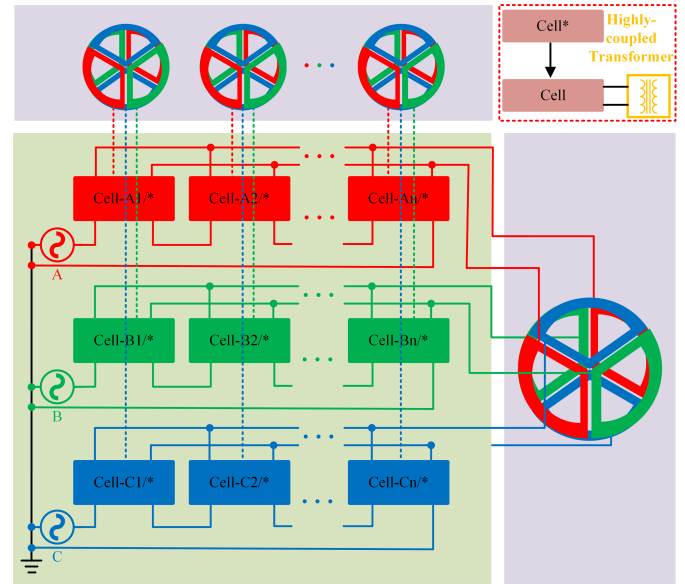 Cell*
Highly-
coupled
Transformer
Cell
Cell-A1/*
Cell-A2/*
Cell-An/*
A
Cell-B1/*
Cell-B2/*
Cell-Bn/*
B
Cell-C1/*
Cell-C2/*
Cell-Cn/*
C